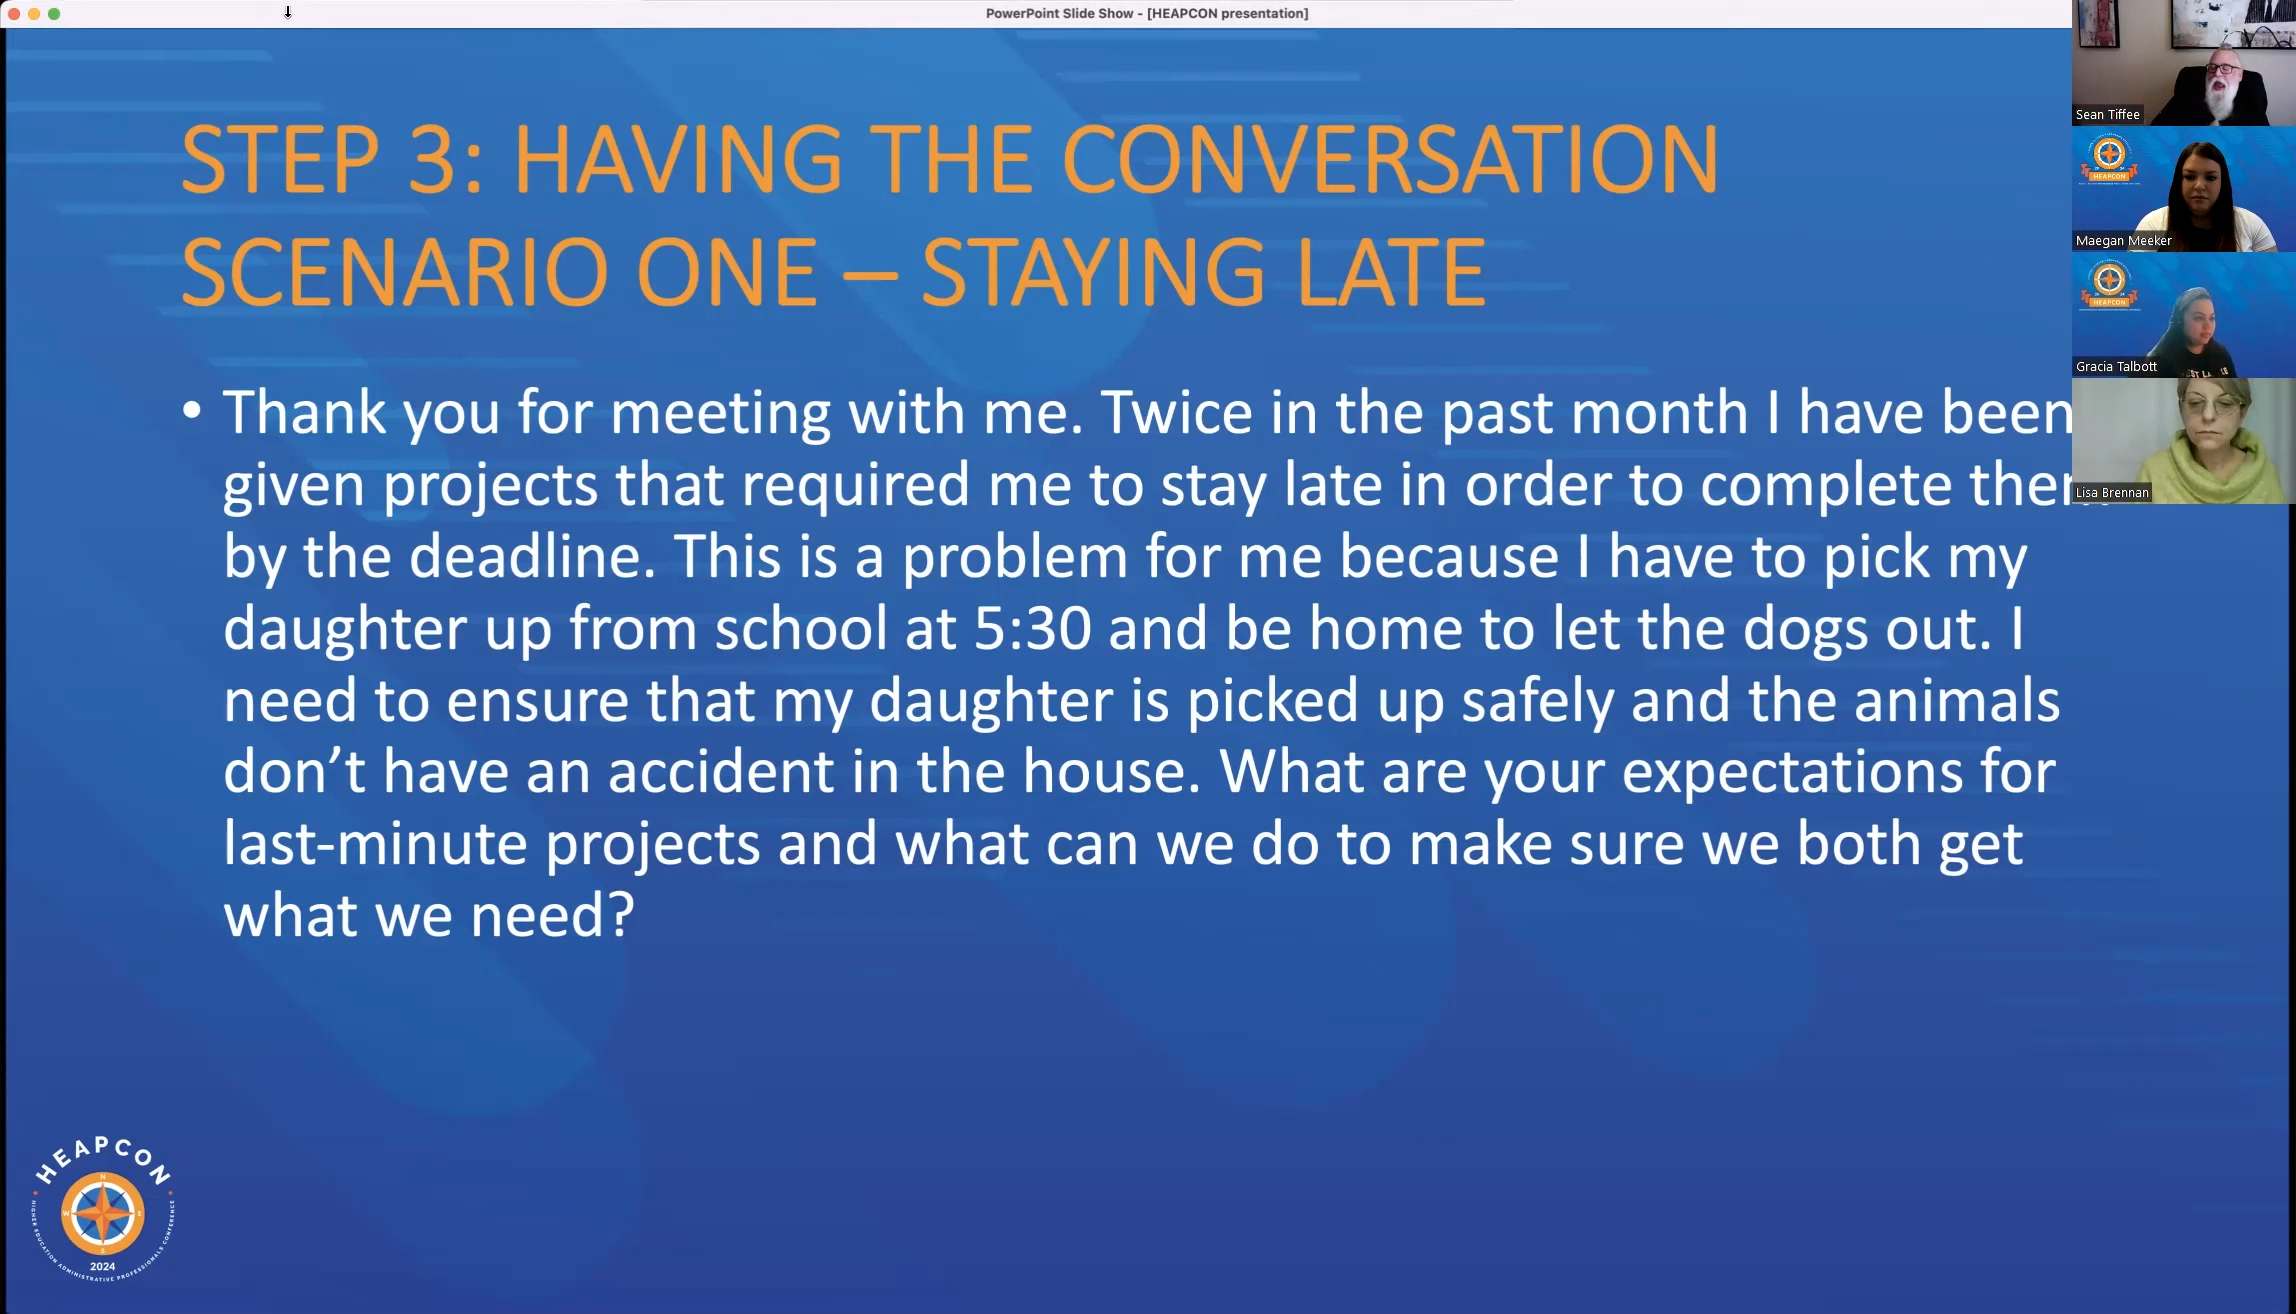 PowerPoint Slide Show - [HEAPCON presentation]
STEP 3: HAVING THE CONVERSATION
SCENARIO ONE – STAYING LATE
• Thank you for meeting with me. Twice in the past month I have been
given projects that required me to stay late in order to complete
by the deadline. This is a problem for me because I have to pick my
daughter up from school at 5:30 and be home to let the dogs out. I
need to ensure that my daughter is picked up safely and the animals
don’t have an accident in the house. What are your expectations for
last-minute projects and what can we do to make sure we both get
what we need?
Sean Tiffee
HEAPCON
Maegan Meeker
HEAPCON
Gracia Talbott
Lisa Brennan
HEAPCON
N
W E
S
HIGHER EDUCATION ADMINISTRATIVE PROFESSIONALS CONFERENCE
2024